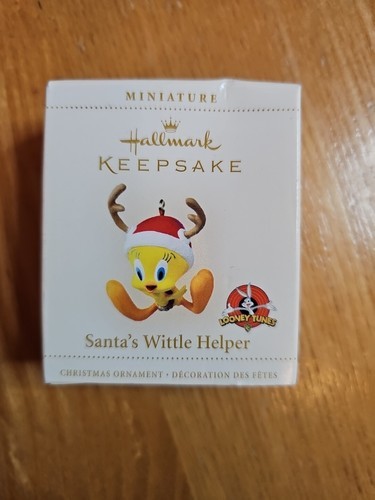 MINIATURE
Hallmark
KEEPSAKE
LOONEY TUNES
Santa's Wittle Helper
CHRISTMAS ORNAMENT • DÉCORATION DES FÊTES